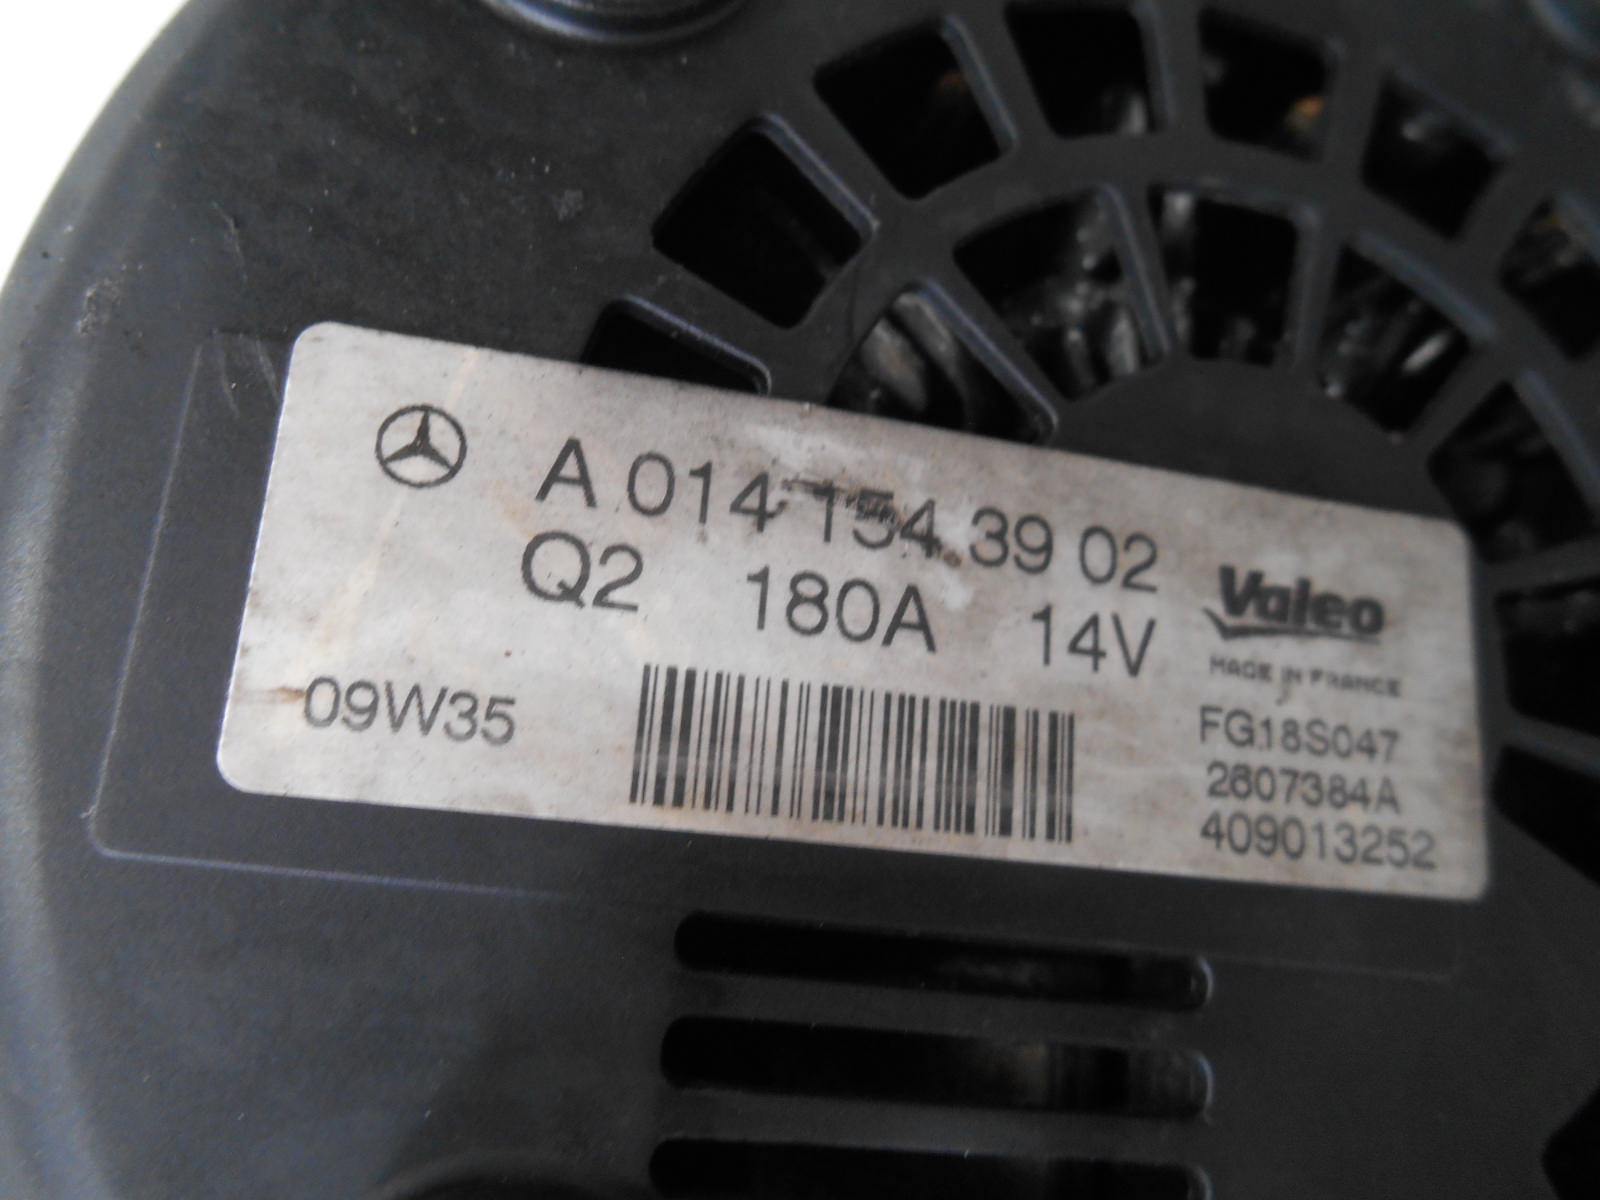 A 014 154 39 02
Q2 180A 14V
Valeo
MADE IN FRANCE
09W35
FG18S047
2607384A
409013252